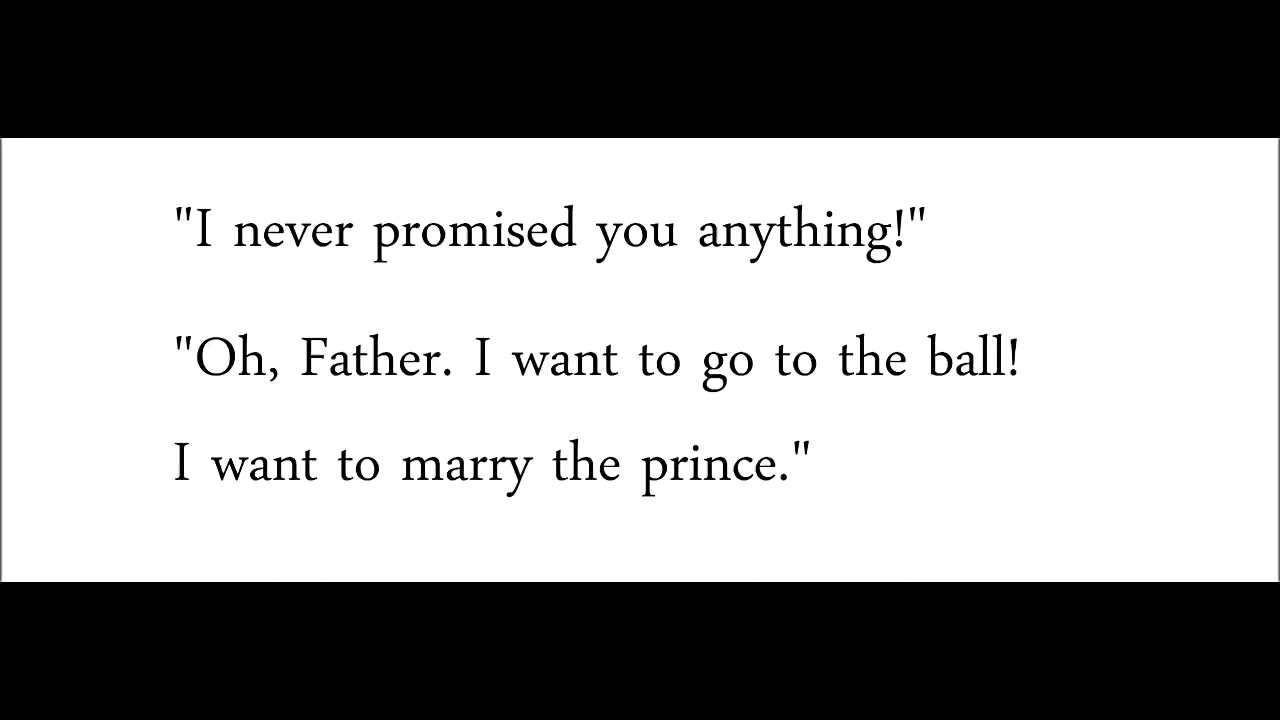 "I never promised you anything!"
"Oh, Father. I want to go to the ball!
I want to marry the prince."